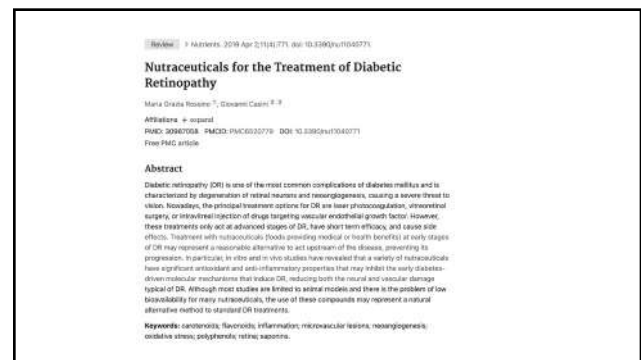 Review > Nutrients. 2019 Apr 2;11(4):771. doi: 10.3390/nu11040771.
Nutraceuticals for the Treatment of Diabetic
Retinopathy
Maria Grazia Rossino 1, Giovanni Casini 2 3
Affiliations + expand
PMID: 30987058 PMCID: PMC6520779 DOI: 10.3390/nu11040771
Free PMC article
Abstract
Diabetic retinopathy (DR) is one of the most common complications of diabetes mellitus and is
characterized by degeneration of retinal neurons and neoangiogenesis, causing a severe threat to
vision. Nowadays, the principal treatment options for DR are laser photocoagulation, vitreoretinal
surgery, or intravitreal injection of drugs targeting vascular endothelial growth factor. However,
these treatments only act at advanced stages of DR, have short term efficacy, and cause side
effects. Treatment with nutraceuticals (foods providing medical or health benefits) at early stages
of DR may represent a reasonable alternative to act upstream of the disease, preventing its
progression. In particular, in vitro and in vivo studies have revealed that a variety of nutraceuticals
have significant antioxidant and anti-inflammatory properties that may inhibit the early diabetes-
driven molecular mechanisms that induce DR, reducing both the neural and vascular damage
typical of DR. Although most studies are limited to animal models and there is the problem of low
bioavailability for many nutraceuticals, the use of these compounds may represent a natural
alternative method to standard DR treatments.
Keywords: carotenoids; flavonoids; inflammation; microvascular lesions; neoangiogenesis;
oxidative stress; polyphenols; retina; saponins.